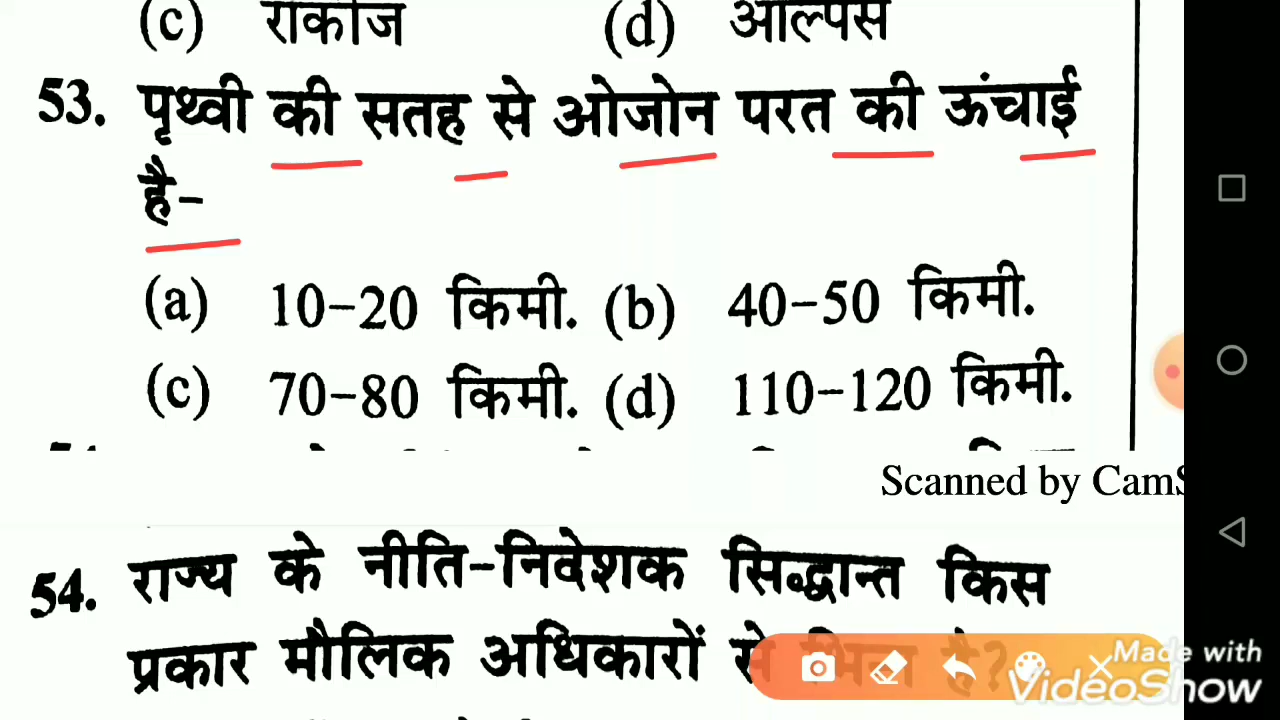 (c) राकीज (d) आल्पस
53. पृथ्वी की सतह से ओजोन परत की ऊंचाई
है-
(a) 10-20 किमी. (b) 40-50 किमी.
(c) 70-80 किमी. (d) 110-120 किमी.
Scanned by CamS
54. राज्य के नीति-निदेशक सिद्धान्त किस
प्रकार मौलिक अधिकारों से भिन्न है?
Made with
VideoShow